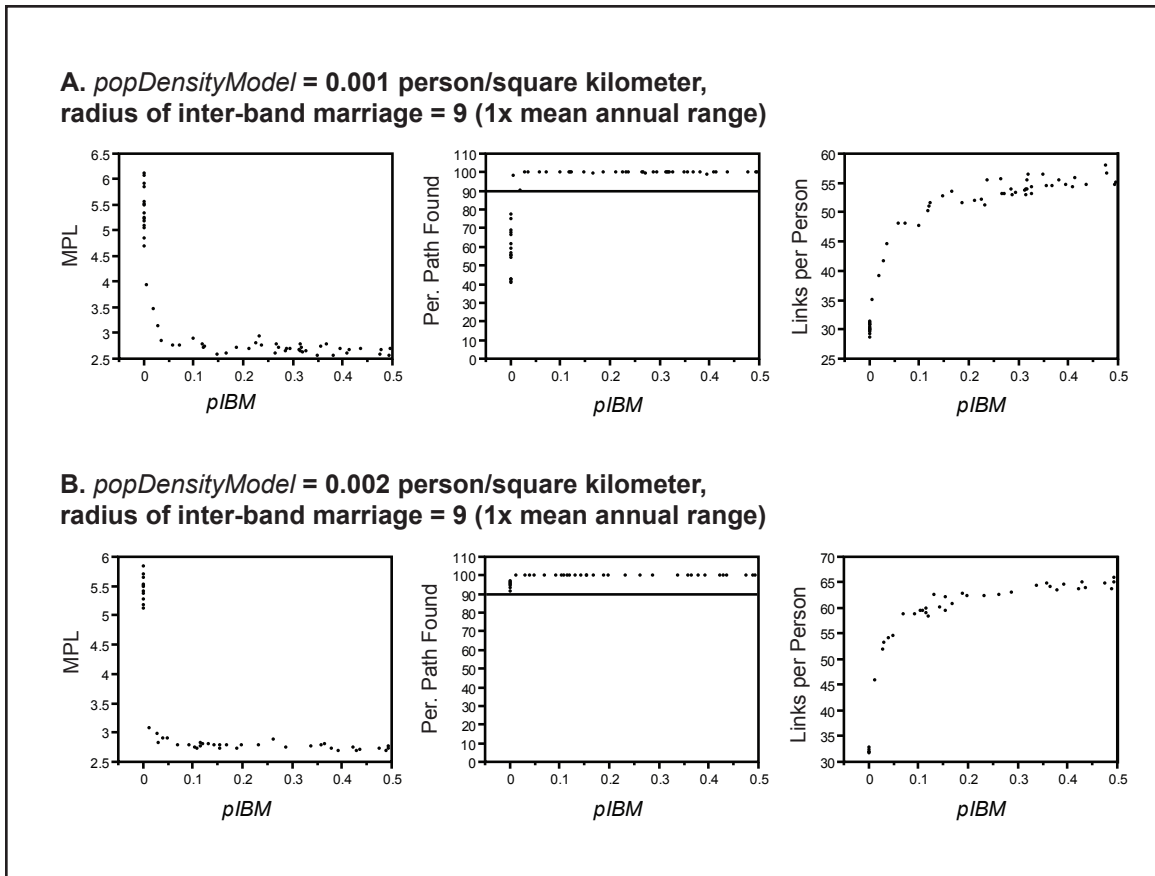 A. popDensityModel = 0.001 person/square kilometer,
radius of inter-band marriage = 9 (1x mean annual range)
MPL
6.5
6
5.5
5
4.5
4
3.5
3
2.5
0 0.1 0.2 0.3 0.4 0.5
pIBM
Per. Path Found
110
100
90
80
70
60
50
40
30
20
10
0
0 0.1 0.2 0.3 0.4 0.5
pIBM
Links per Person
60
55
50
45
40
35
30
25
0 0.1 0.2 0.3 0.4 0.5
pIBM
B. popDensityModel = 0.002 person/square kilometer,
radius of inter-band marriage = 9 (1x mean annual range)
MPL
6
5.5
5
4.5
4
3.5
3
2.5
0 0.1 0.2 0.3 0.4 0.5
pIBM
Per. Path Found
110
100
90
80
70
60
50
40
30
20
10
0
0 0.1 0.2 0.3 0.4 0.5
pIBM
Links per Person
70
65
60
55
50
45
40
35
30
0 0.1 0.2 0.3 0.4 0.5
pIBM